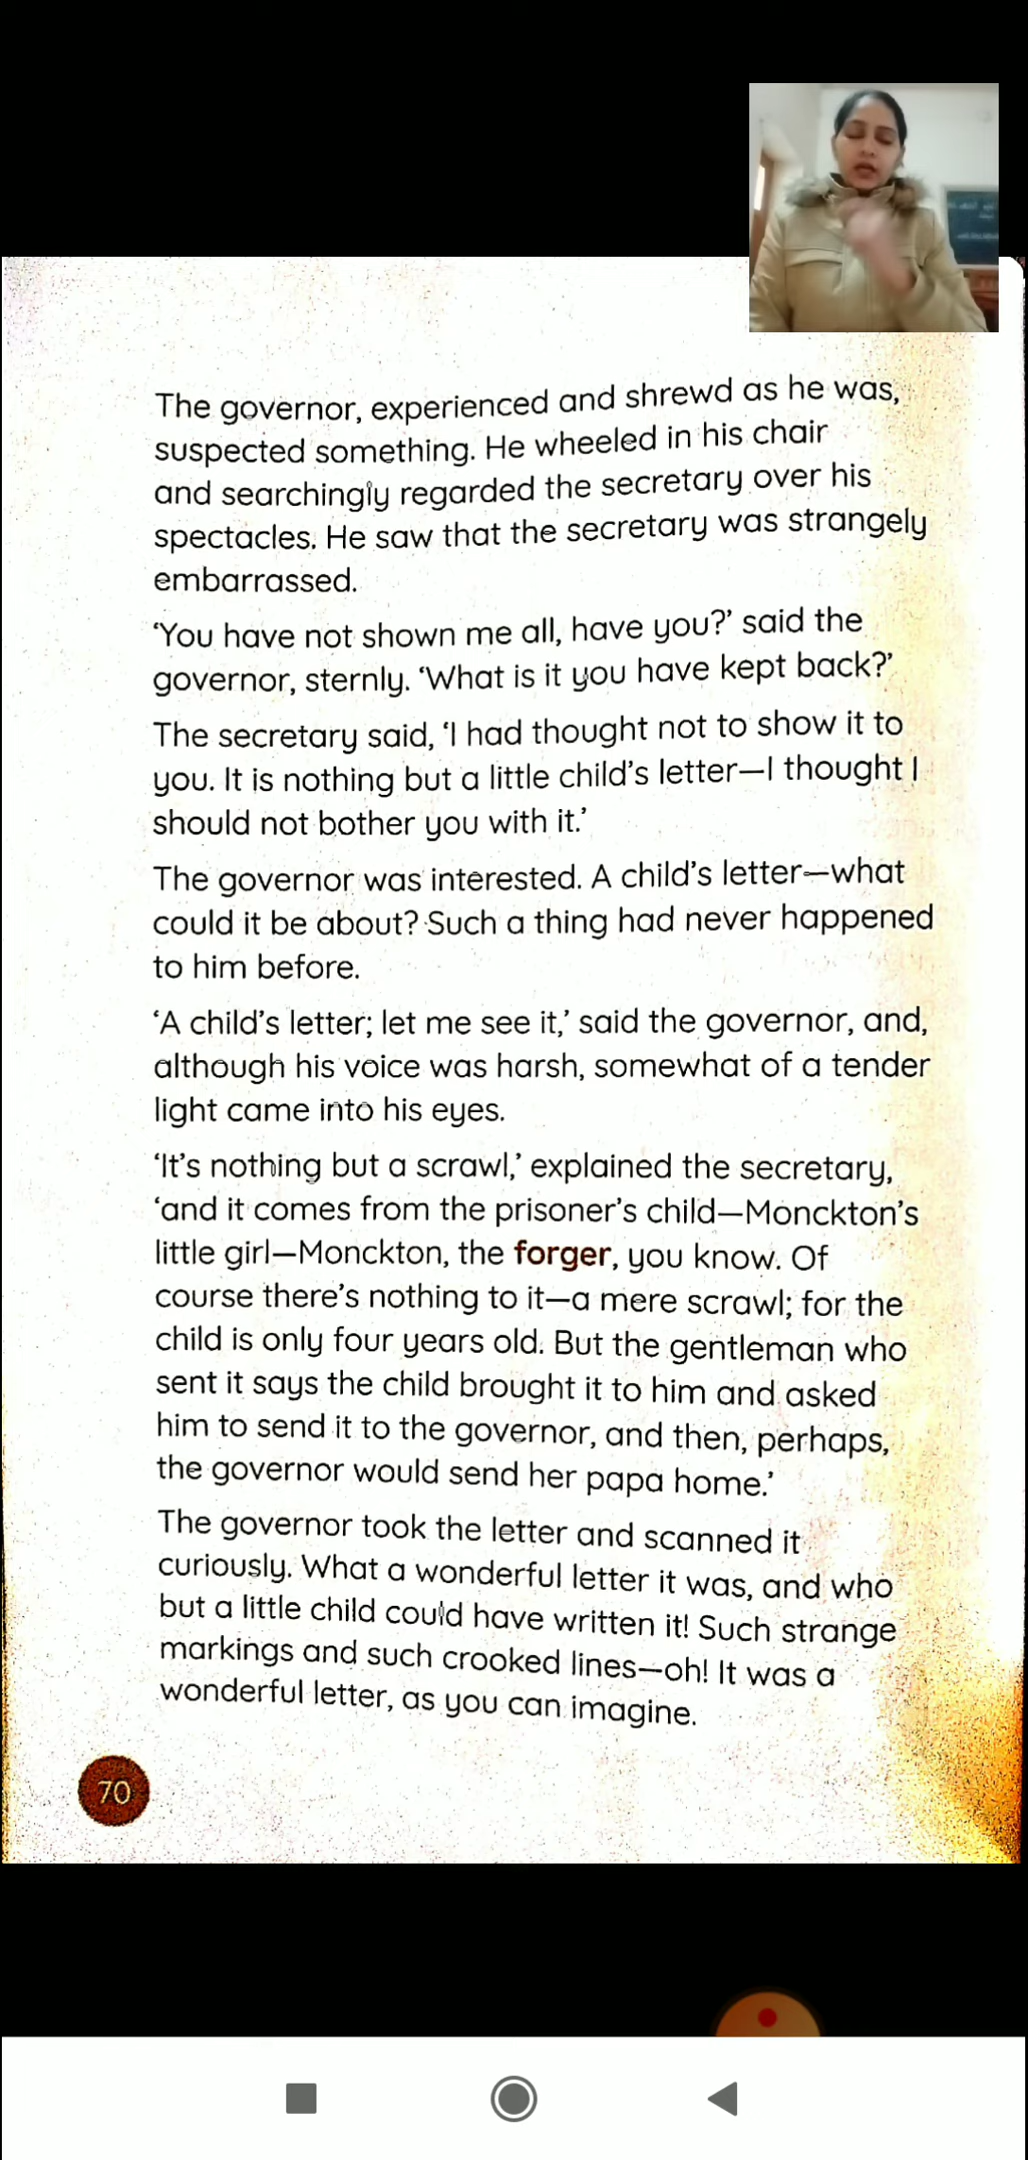 The governor, experienced and shrewd as he was,
suspected something. He wheeled in his chair
and searchingly regarded the secretary over his
spectacles. He saw that the secretary was strangely
embarrassed.
‘You have not shown me all, have you?’ said the
governor, sternly. ‘What is it you have kept back?’
The secretary said, ‘I had thought not to show it to
you. It is nothing but a little child’s letter—I thought I
should not bother you with it.’
The governor was interested. A child’s letter—what
could it be about? Such a thing had never happened
to him before.
‘A child’s letter; let me see it,’ said the governor, and,
although his voice was harsh, somewhat of a tender
light came into his eyes.
‘It’s nothing but a scrawl,’ explained the secretary,
‘and it comes from the prisoner’s child—Monckton’s
little girl—Monckton, the forger, you know. Of
course there’s nothing to it—a mere scrawl; for the
child is only four years old. But the gentleman who
sent it says the child brought it to him and asked
him to send it to the governor, and then, perhaps,
the governor would send her papa home.’
The governor took the letter and scanned it
curiously. What a wonderful letter it was, and who
but a little child could have written it! Such strange
markings and such crooked lines—oh! It was a
wonderful letter, as you can imagine.
70